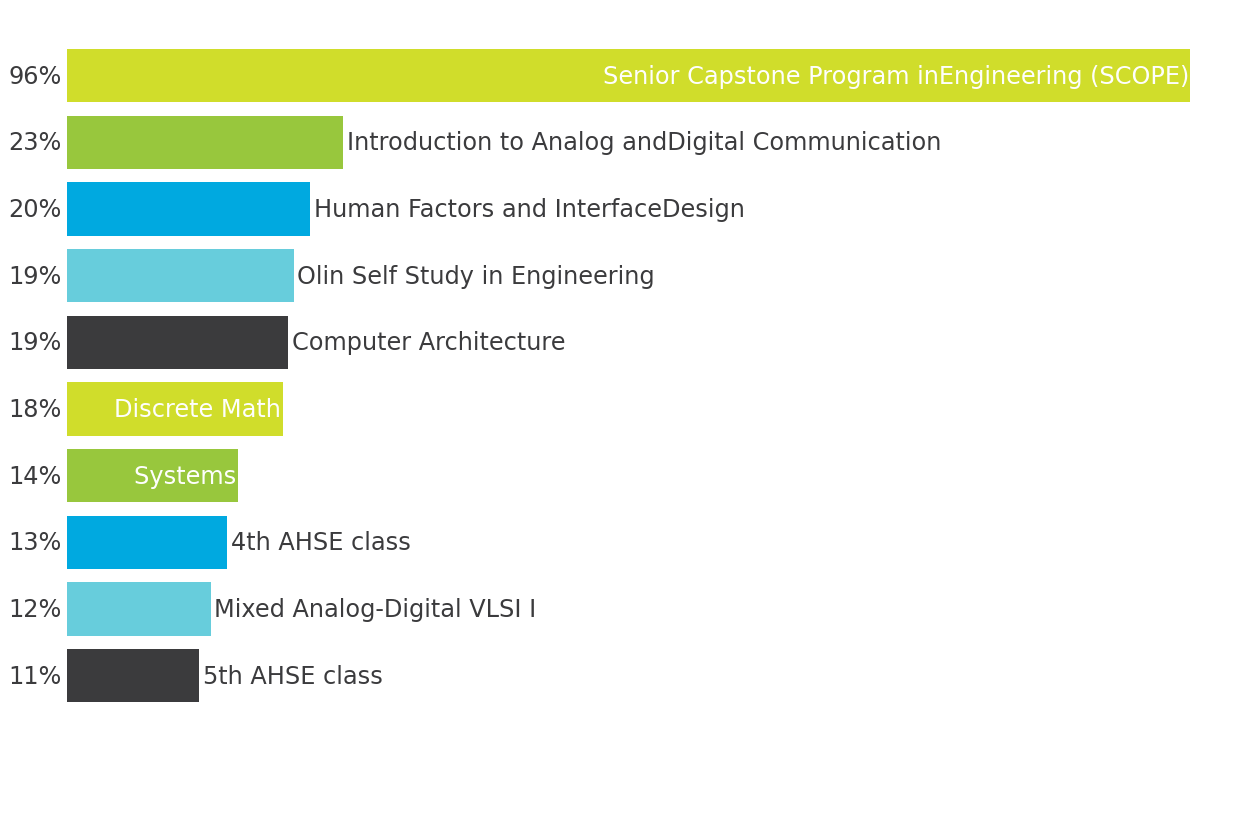 96% Senior Capstone Program inEngineering (SCOPE)
23% Introduction to Analog andDigital Communication
20% Human Factors and InterfaceDesign
19% Olin Self Study in Engineering
19% Computer Architecture
18% Discrete Math
14% Systems
13% 4th AHSE class
12% Mixed Analog-Digital VLSI I
11% 5th AHSE class